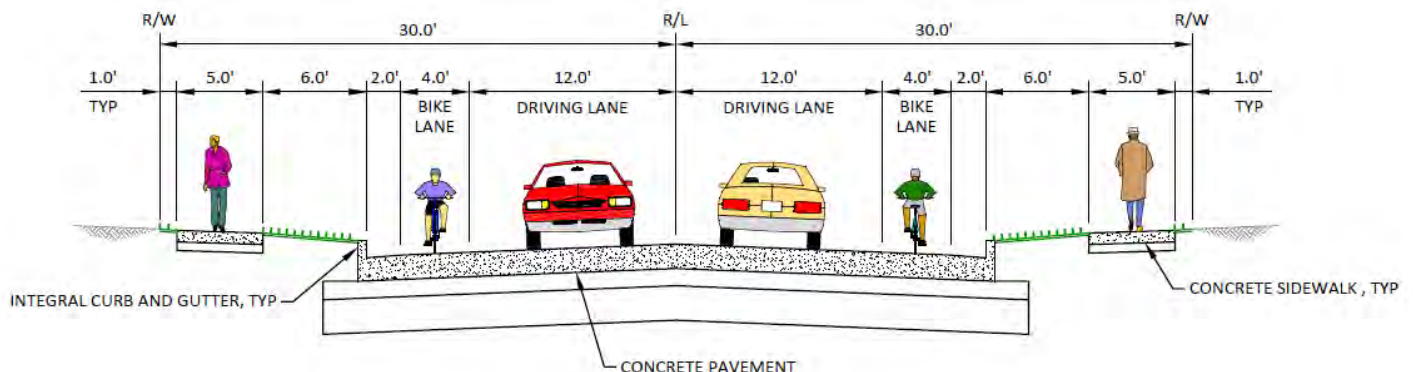 R/W R/L R/W
30.0' 30.0'
1.0' 5.0' 6.0' 2.0' 4.0' 12.0' 12.0' 4.0' 2.0' 6.0' 5.0' 1.0'
TYP BIKE DRIVING LANE DRIVING LANE BIKE TYP
LANE LANE
INTEGRAL CURB AND GUTTER, TYP
CONCRETE SIDEWALK , TYP
CONCRETE PAVEMENT